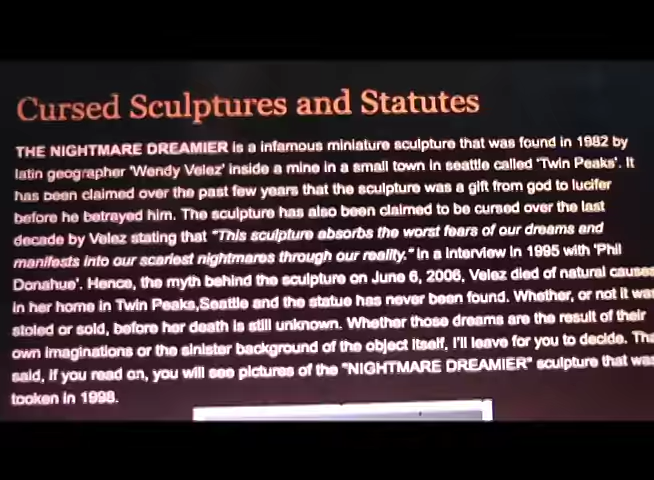 Cursed Sculptures and Statutes
THE NIGHTMARE DREAMIER is a infamous miniature sculpture that was found in 1982 by
latin geographer 'Wendy Velez' inside a mine in a small town in seattle called 'Twin Peaks'. It
has been claimed over the past few years that the sculpture was a gift from god to lucifer
before he betrayed him. The sculpture has also been claimed to be cursed over the last
decade by Velez stating that "This sculpture absorbs the worst fears of our dreams and
manifests into our scariest nightmares through our reality." In a interview in 1995 with 'Phil
Donahue'. Hence, the myth behind the sculpture on June 6, 2006, Velez died of natural causes
in her home in Twin Peaks,Seattle and the statue has never been found. Whether, or not it was
stoled or sold, before her death is still unknown. Whether those dreams are the result of their
own imaginations or the sinister background of the object itself, I'll leave for you to decide. Tha
said, if you read on, you will see pictures of the "NIGHTMARE DREAMIER" sculpture that was
tooken in 1998.